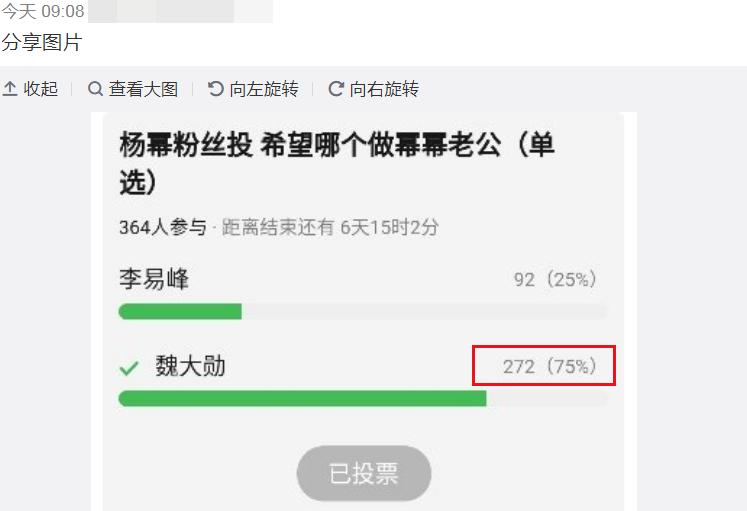 今天 09:08
分享图片
收起 查看大图 向左旋转 向右旋转
杨幂粉丝投 希望哪个做幂幂老公（单
选）
364人参与 · 距离结束还有 6天15时2分
李易峰 92（25%）
魏大勋 272（75%）
已投票